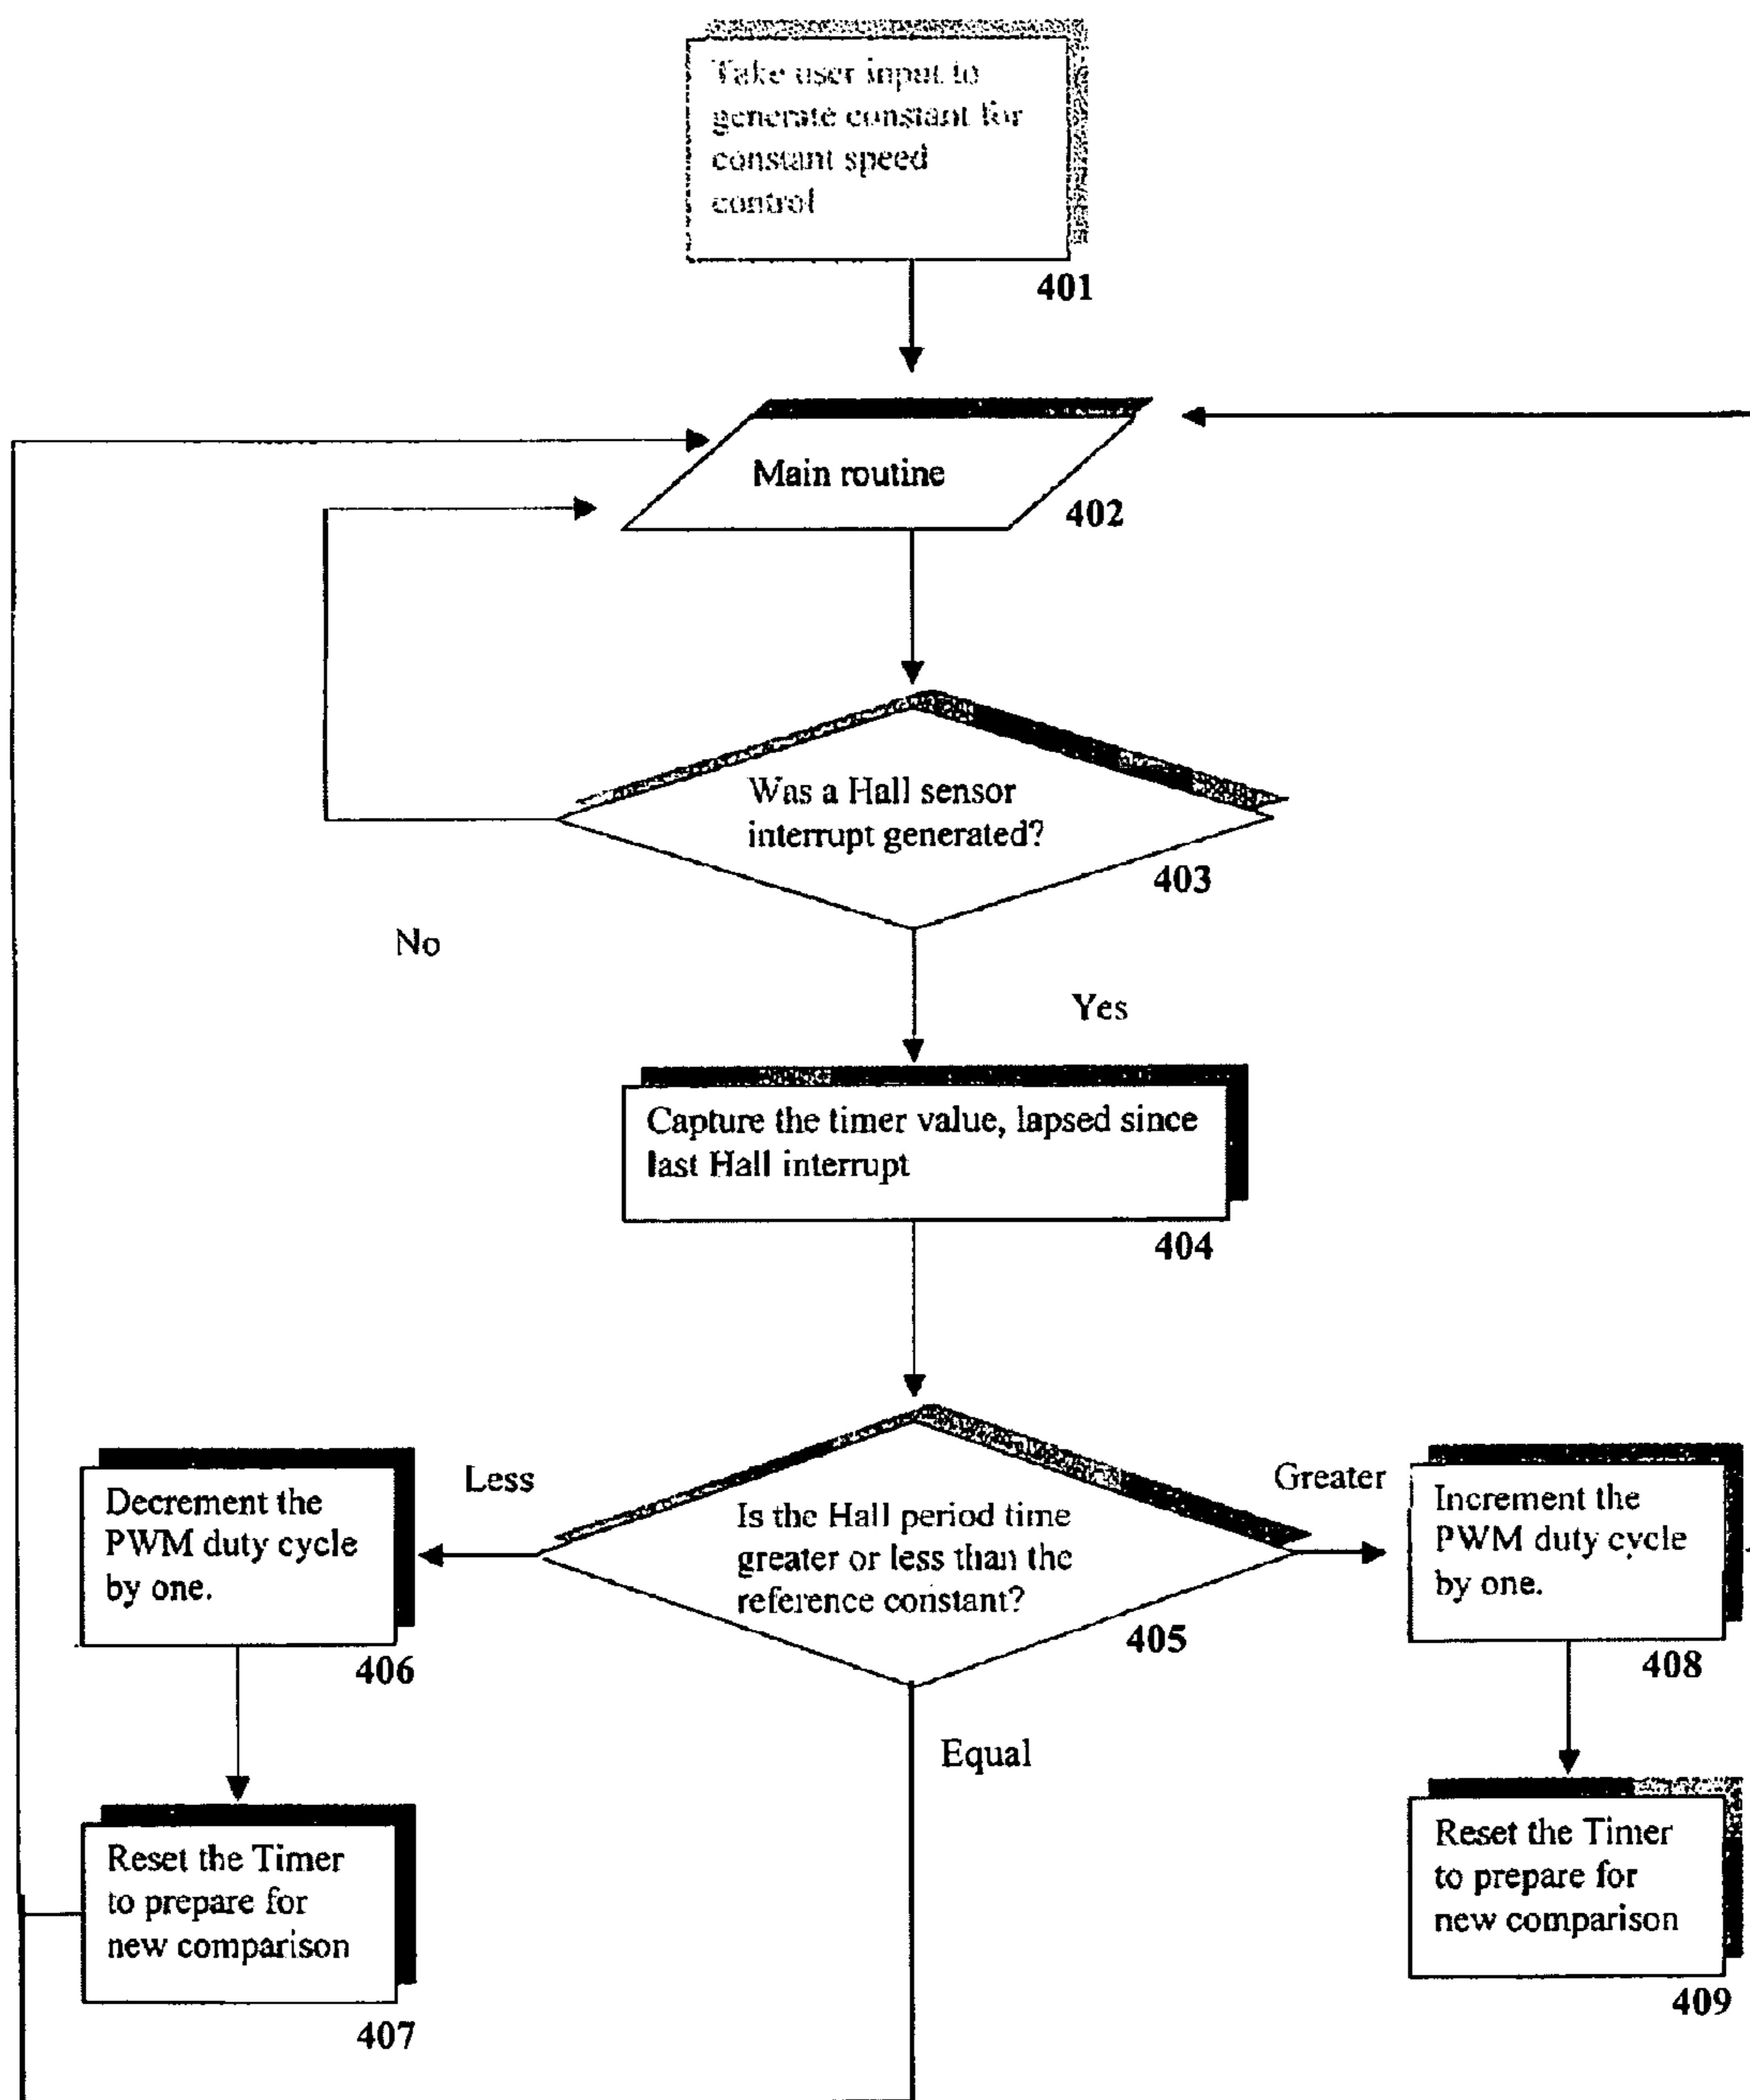 Take user input to
generate constant for
constant speed
control
401
Main routine
402
Was a Hall sensor
interrupt generated?
403
No
Yes
Capture the timer value, lapsed since
last Hall interrupt
404
Less
Greater
Decrement the
PWM duty cycle
by one.
406
Is the Hall period time
greater or less than the
reference constant?
405
Increment the
PWM duty cycle
by one.
408
Equal
Reset the Timer
to prepare for
new comparison
407
Reset the Timer
to prepare for
new comparison
409